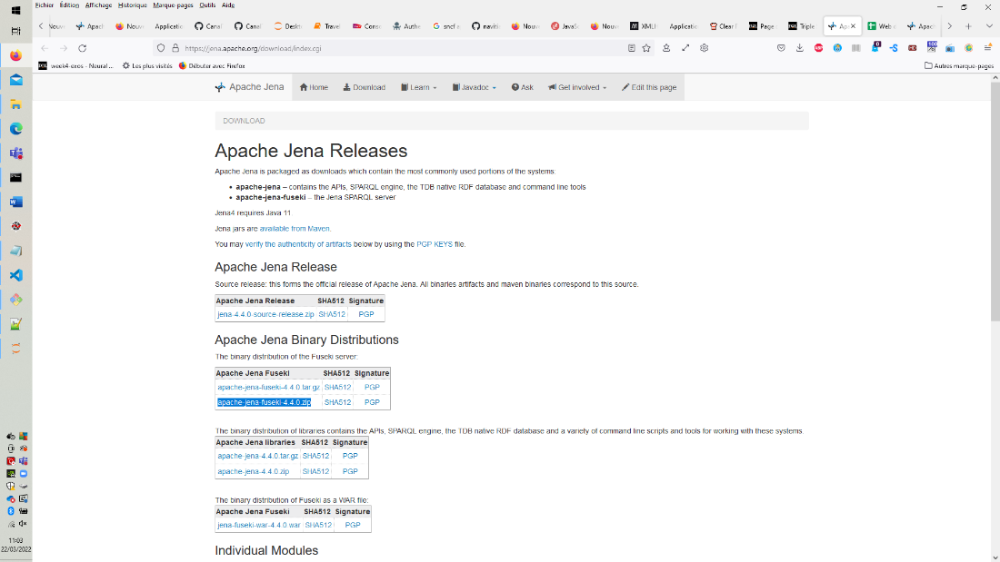 Fichier Édition Affichage Historique Marque-pages Outils Aide
Nouve Apach Nouve Applicatio Canal Canal Deskto Travel Conse Authe sncf a naviti Nouve JavaSc Nouve XMLH Applicatio Clear l Page Triple Apa Web d Apach
https://jena.apache.org/download/index.cgi
week4-exos - Neural ... Les plus visités Débuter avec Firefox Autres marque-pages
Apache Jena Home Download Learn Javadoc Ask Get involved Edit this page
DOWNLOAD
Apache Jena Releases
Apache Jena is packaged as downloads which contain the most commonly used portions of the systems:
• apache-jena – contains the APIs, SPARQL engine, the TDB native RDF database and command line tools
• apache-jena-fuseki – the Jena SPARQL server
Jena4 requires Java 11.
Jena jars are available from Maven.
You may verify the authenticity of artifacts below by using the PGP KEYS file.
Apache Jena Release
Source release: this forms the official release of Apache Jena. All binaries artifacts and maven binaries correspond to this source.
Apache Jena Release SHA512 Signature
jena-4.4.0-source-release.zip SHA512 PGP
Apache Jena Binary Distributions
The binary distribution of the Fuseki server:
Apache Jena Fuseki SHA512 Signature
apache-jena-fuseki-4.4.0.tar.gz SHA512 PGP
apache-jena-fuseki-4.4.0.zip SHA512 PGP
The binary distribution of libraries contains the APIs, SPARQL engine, the TDB native RDF database and a variety of command line scripts and tools for working with these systems.
Apache Jena libraries SHA512 Signature
apache-jena-4.4.0.tar.gz SHA512 PGP
apache-jena-4.4.0.zip SHA512 PGP
The binary distribution of Fuseki as a WAR file:
Apache Jena Fuseki SHA512 Signature
jena-fuseki-war-4.4.0.war SHA512 PGP
Individual Modules
11:03
22/03/2022